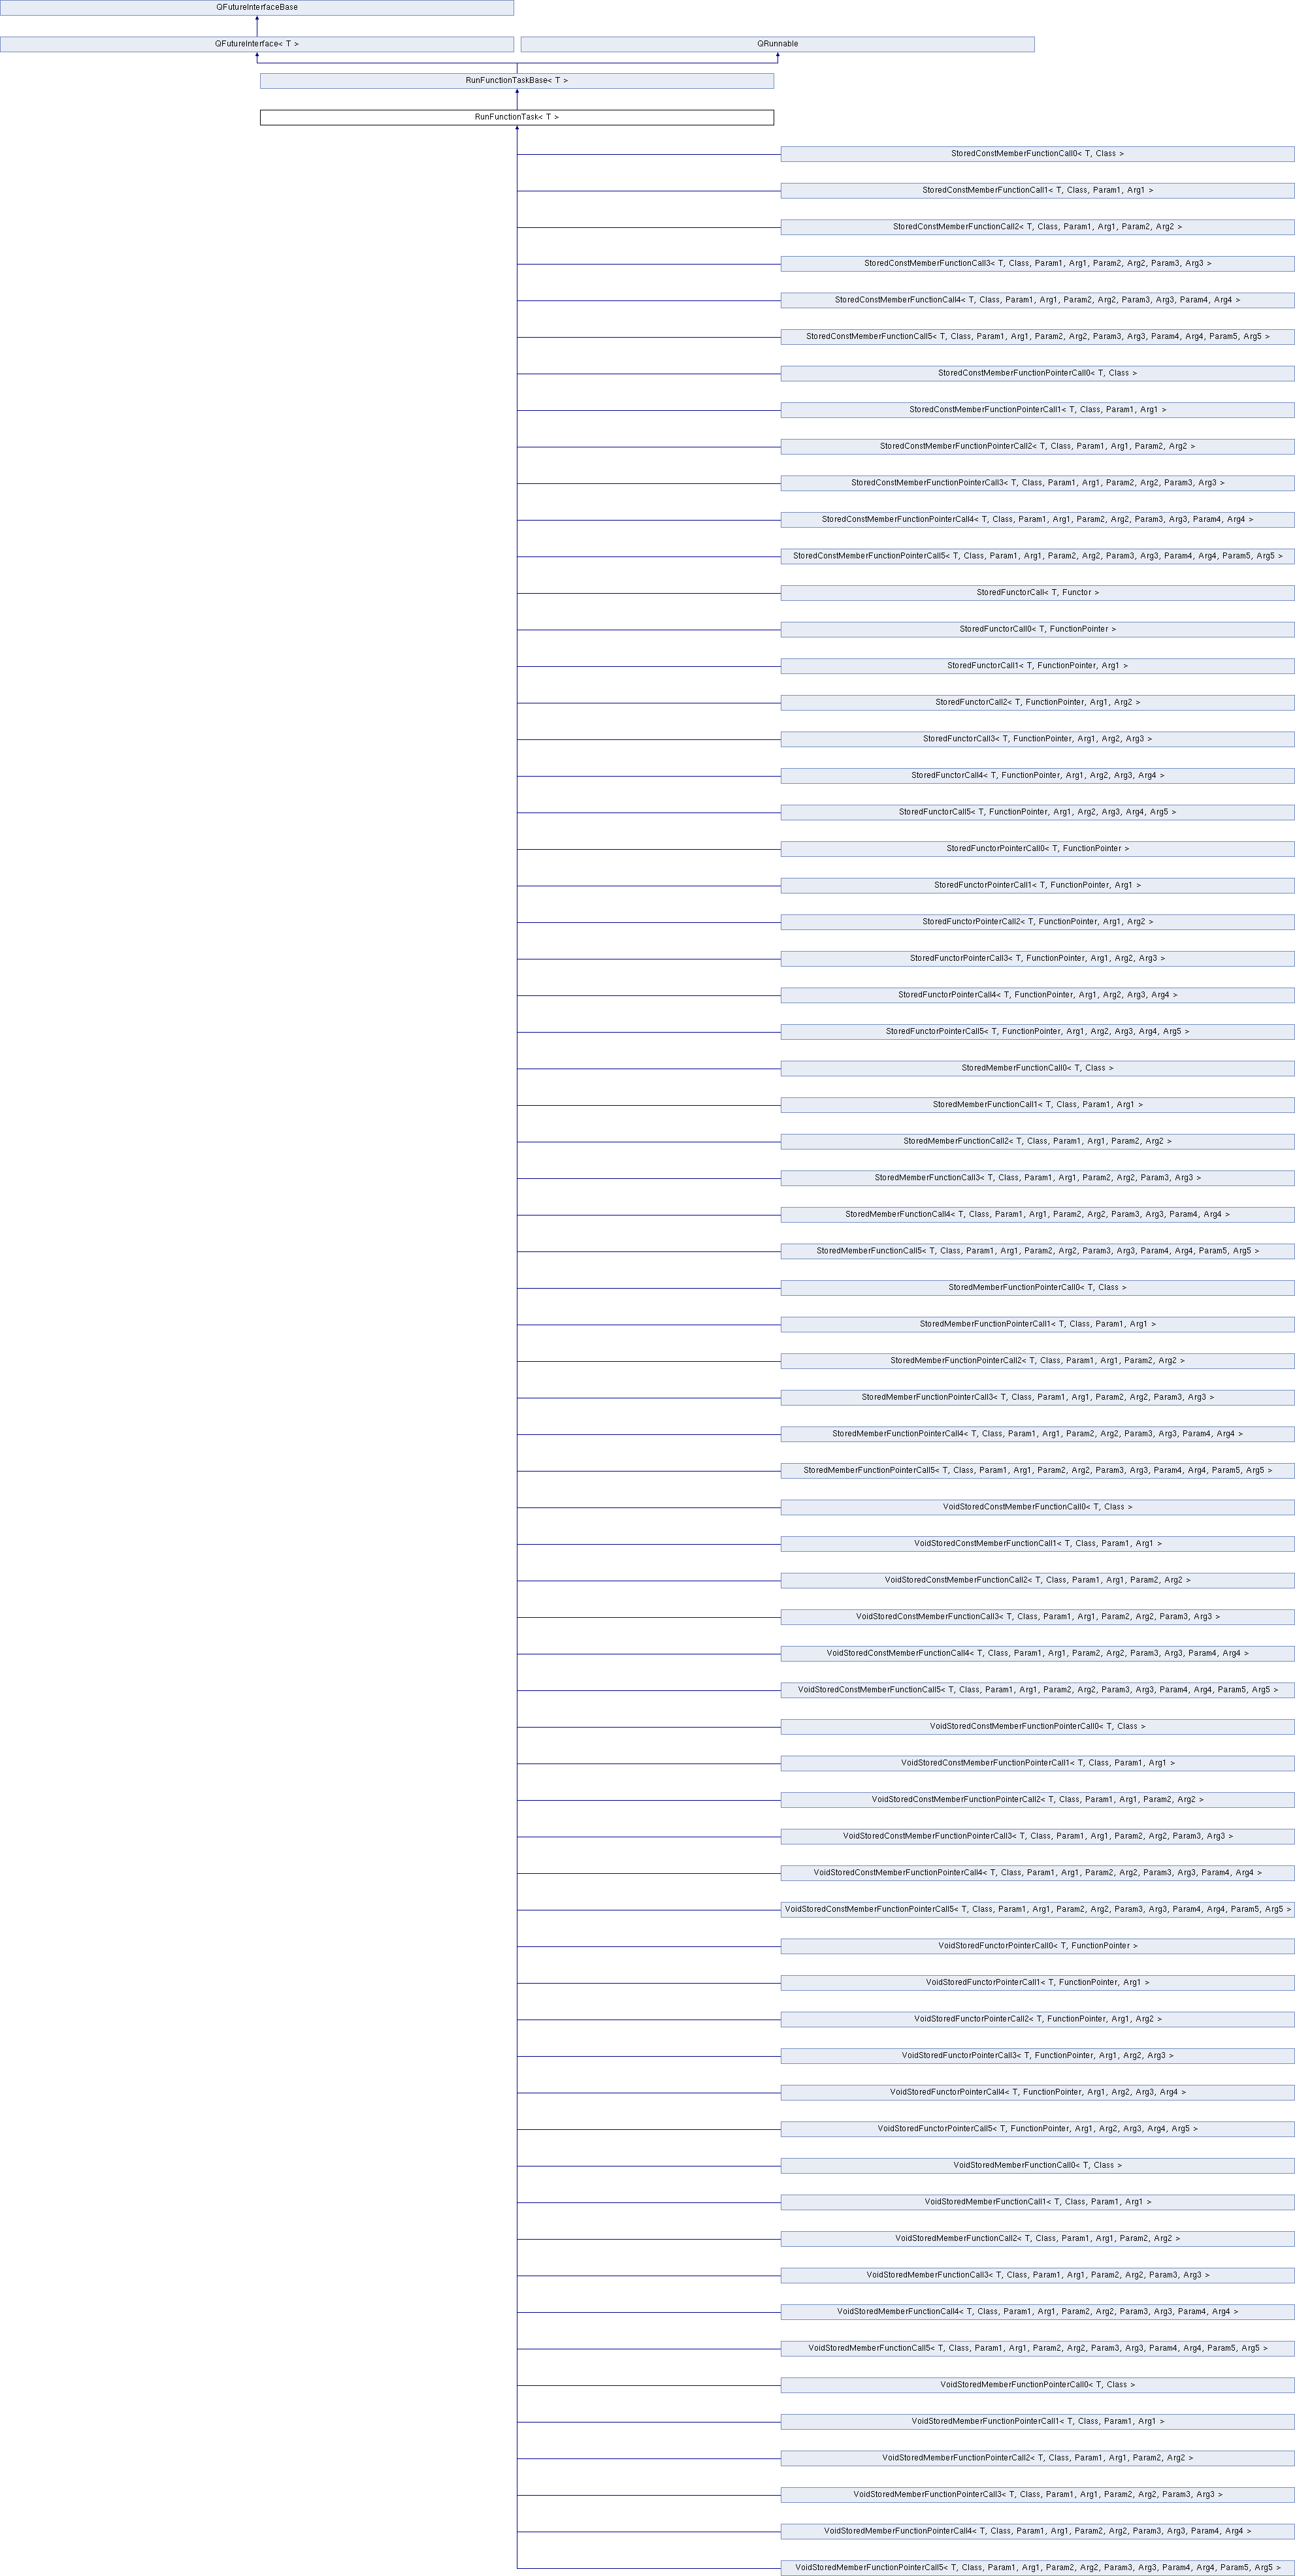 QFutureInterfaceBase
QFutureInterface< T >
QRunnable
RunFunctionTaskBase< T >
RunFunctionTask< T >
StoredConstMemberFunctionCall0< T, Class >
StoredConstMemberFunctionCall1< T, Class, Param1, Arg1 >
StoredConstMemberFunctionCall2< T, Class, Param1, Arg1, Param2, Arg2 >
StoredConstMemberFunctionCall3< T, Class, Param1, Arg1, Param2, Arg2, Param3, Arg3 >
StoredConstMemberFunctionCall4< T, Class, Param1, Arg1, Param2, Arg2, Param3, Arg3, Param4, Arg4 >
StoredConstMemberFunctionCall5< T, Class, Param1, Arg1, Param2, Arg2, Param3, Arg3, Param4, Arg4, Param5, Arg5 >
StoredConstMemberFunctionPointerCall0< T, Class >
StoredConstMemberFunctionPointerCall1< T, Class, Param1, Arg1 >
StoredConstMemberFunctionPointerCall2< T, Class, Param1, Arg1, Param2, Arg2 >
StoredConstMemberFunctionPointerCall3< T, Class, Param1, Arg1, Param2, Arg2, Param3, Arg3 >
StoredConstMemberFunctionPointerCall4< T, Class, Param1, Arg1, Param2, Arg2, Param3, Arg3, Param4, Arg4 >
StoredConstMemberFunctionPointerCall5< T, Class, Param1, Arg1, Param2, Arg2, Param3, Arg3, Param4, Arg4, Param5, Arg5 >
StoredFunctorCall< T, Functor >
StoredFunctorCall0< T, FunctionPointer >
StoredFunctorCall1< T, FunctionPointer, Arg1 >
StoredFunctorCall2< T, FunctionPointer, Arg1, Arg2 >
StoredFunctorCall3< T, FunctionPointer, Arg1, Arg2, Arg3 >
StoredFunctorCall4< T, FunctionPointer, Arg1, Arg2, Arg3, Arg4 >
StoredFunctorCall5< T, FunctionPointer, Arg1, Arg2, Arg3, Arg4, Arg5 >
StoredFunctorPointerCall0< T, FunctionPointer >
StoredFunctorPointerCall1< T, FunctionPointer, Arg1 >
StoredFunctorPointerCall2< T, FunctionPointer, Arg1, Arg2 >
StoredFunctorPointerCall3< T, FunctionPointer, Arg1, Arg2, Arg3 >
StoredFunctorPointerCall4< T, FunctionPointer, Arg1, Arg2, Arg3, Arg4 >
StoredFunctorPointerCall5< T, FunctionPointer, Arg1, Arg2, Arg3, Arg4, Arg5 >
StoredMemberFunctionCall0< T, Class >
StoredMemberFunctionCall1< T, Class, Param1, Arg1 >
StoredMemberFunctionCall2< T, Class, Param1, Arg1, Param2, Arg2 >
StoredMemberFunctionCall3< T, Class, Param1, Arg1, Param2, Arg2, Param3, Arg3 >
StoredMemberFunctionCall4< T, Class, Param1, Arg1, Param2, Arg2, Param3, Arg3, Param4, Arg4 >
StoredMemberFunctionCall5< T, Class, Param1, Arg1, Param2, Arg2, Param3, Arg3, Param4, Arg4, Param5, Arg5 >
StoredMemberFunctionPointerCall0< T, Class >
StoredMemberFunctionPointerCall1< T, Class, Param1, Arg1 >
StoredMemberFunctionPointerCall2< T, Class, Param1, Arg1, Param2, Arg2 >
StoredMemberFunctionPointerCall3< T, Class, Param1, Arg1, Param2, Arg2, Param3, Arg3 >
StoredMemberFunctionPointerCall4< T, Class, Param1, Arg1, Param2, Arg2, Param3, Arg3, Param4, Arg4 >
StoredMemberFunctionPointerCall5< T, Class, Param1, Arg1, Param2, Arg2, Param3, Arg3, Param4, Arg4, Param5, Arg5 >
VoidStoredConstMemberFunctionCall0< T, Class >
VoidStoredConstMemberFunctionCall1< T, Class, Param1, Arg1 >
VoidStoredConstMemberFunctionCall2< T, Class, Param1, Arg1, Param2, Arg2 >
VoidStoredConstMemberFunctionCall3< T, Class, Param1, Arg1, Param2, Arg2, Param3, Arg3 >
VoidStoredConstMemberFunctionCall4< T, Class, Param1, Arg1, Param2, Arg2, Param3, Arg3, Param4, Arg4 >
VoidStoredConstMemberFunctionCall5< T, Class, Param1, Arg1, Param2, Arg2, Param3, Arg3, Param4, Arg4, Param5, Arg5 >
VoidStoredConstMemberFunctionPointerCall0< T, Class >
VoidStoredConstMemberFunctionPointerCall1< T, Class, Param1, Arg1 >
VoidStoredConstMemberFunctionPointerCall2< T, Class, Param1, Arg1, Param2, Arg2 >
VoidStoredConstMemberFunctionPointerCall3< T, Class, Param1, Arg1, Param2, Arg2, Param3, Arg3 >
VoidStoredConstMemberFunctionPointerCall4< T, Class, Param1, Arg1, Param2, Arg2, Param3, Arg3, Param4, Arg4 >
VoidStoredConstMemberFunctionPointerCall5< T, Class, Param1, Arg1, Param2, Arg2, Param3, Arg3, Param4, Arg4, Param5, Arg5 >
VoidStoredFunctorPointerCall0< T, FunctionPointer >
VoidStoredFunctorPointerCall1< T, FunctionPointer, Arg1 >
VoidStoredFunctorPointerCall2< T, FunctionPointer, Arg1, Arg2 >
VoidStoredFunctorPointerCall3< T, FunctionPointer, Arg1, Arg2, Arg3 >
VoidStoredFunctorPointerCall4< T, FunctionPointer, Arg1, Arg2, Arg3, Arg4 >
VoidStoredFunctorPointerCall5< T, FunctionPointer, Arg1, Arg2, Arg3, Arg4, Arg5 >
VoidStoredMemberFunctionCall0< T, Class >
VoidStoredMemberFunctionCall1< T, Class, Param1, Arg1 >
VoidStoredMemberFunctionCall2< T, Class, Param1, Arg1, Param2, Arg2 >
VoidStoredMemberFunctionCall3< T, Class, Param1, Arg1, Param2, Arg2, Param3, Arg3 >
VoidStoredMemberFunctionCall4< T, Class, Param1, Arg1, Param2, Arg2, Param3, Arg3, Param4, Arg4 >
VoidStoredMemberFunctionCall5< T, Class, Param1, Arg1, Param2, Arg2, Param3, Arg3, Param4, Arg4, Param5, Arg5 >
VoidStoredMemberFunctionPointerCall0< T, Class >
VoidStoredMemberFunctionPointerCall1< T, Class, Param1, Arg1 >
VoidStoredMemberFunctionPointerCall2< T, Class, Param1, Arg1, Param2, Arg2 >
VoidStoredMemberFunctionPointerCall3< T, Class, Param1, Arg1, Param2, Arg2, Param3, Arg3 >
VoidStoredMemberFunctionPointerCall4< T, Class, Param1, Arg1, Param2, Arg2, Param3, Arg3, Param4, Arg4 >
VoidStoredMemberFunctionPointerCall5< T, Class, Param1, Arg1, Param2, Arg2, Param3, Arg3, Param4, Arg4, Param5, Arg5 >